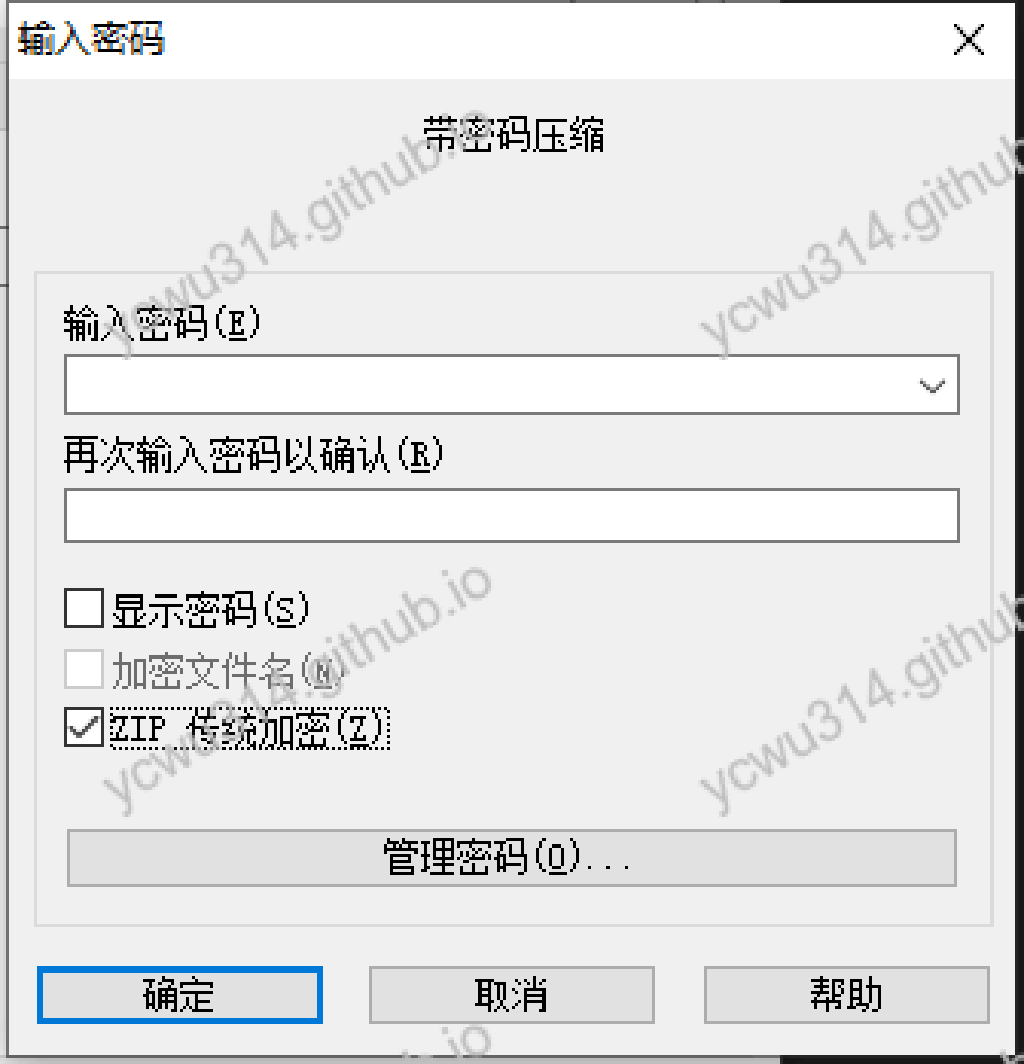 输入密码
带密码压缩
输入密码(E)
再次输入密码以确认(R)
显示密码(S)
加密文件名(N)
ZIP 传统加密(Z)
管理密码(O)...
确定
取消
帮助
ycwu314.github.io
ycwu314.github
ycwu314.github.io
ycwu314.github
.io